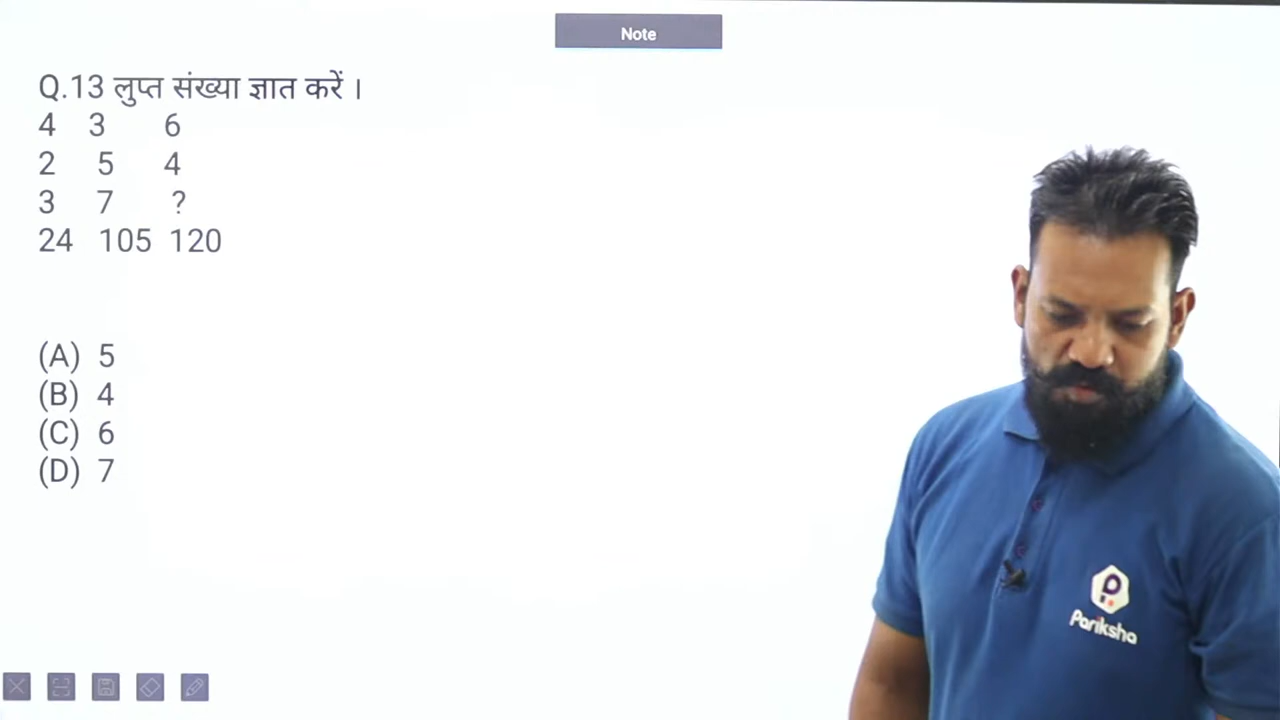 Note
Q.13 लुप्त संख्या ज्ञात करें ।
4 3 6
2 5 4
3 7 ?
24 105 120
(A) 5
(B) 4
(C) 6
(D) 7
Pariksha